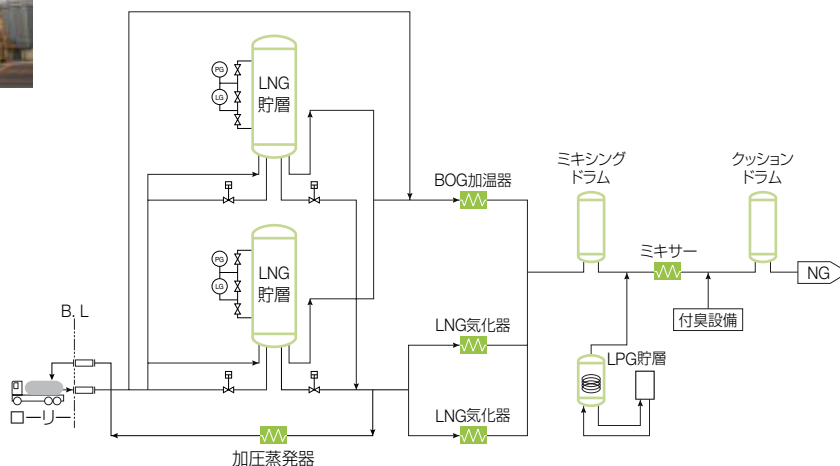 PG
LG
LNG
貯層
PG
LG
LNG
貯層
BOG加温器
LNG気化器
LNG気化器
ミキシング
ドラム
ミキサー
クッション
ドラム
NG
付臭設備
LPG貯層
B. L
ローリー
加圧蒸発器